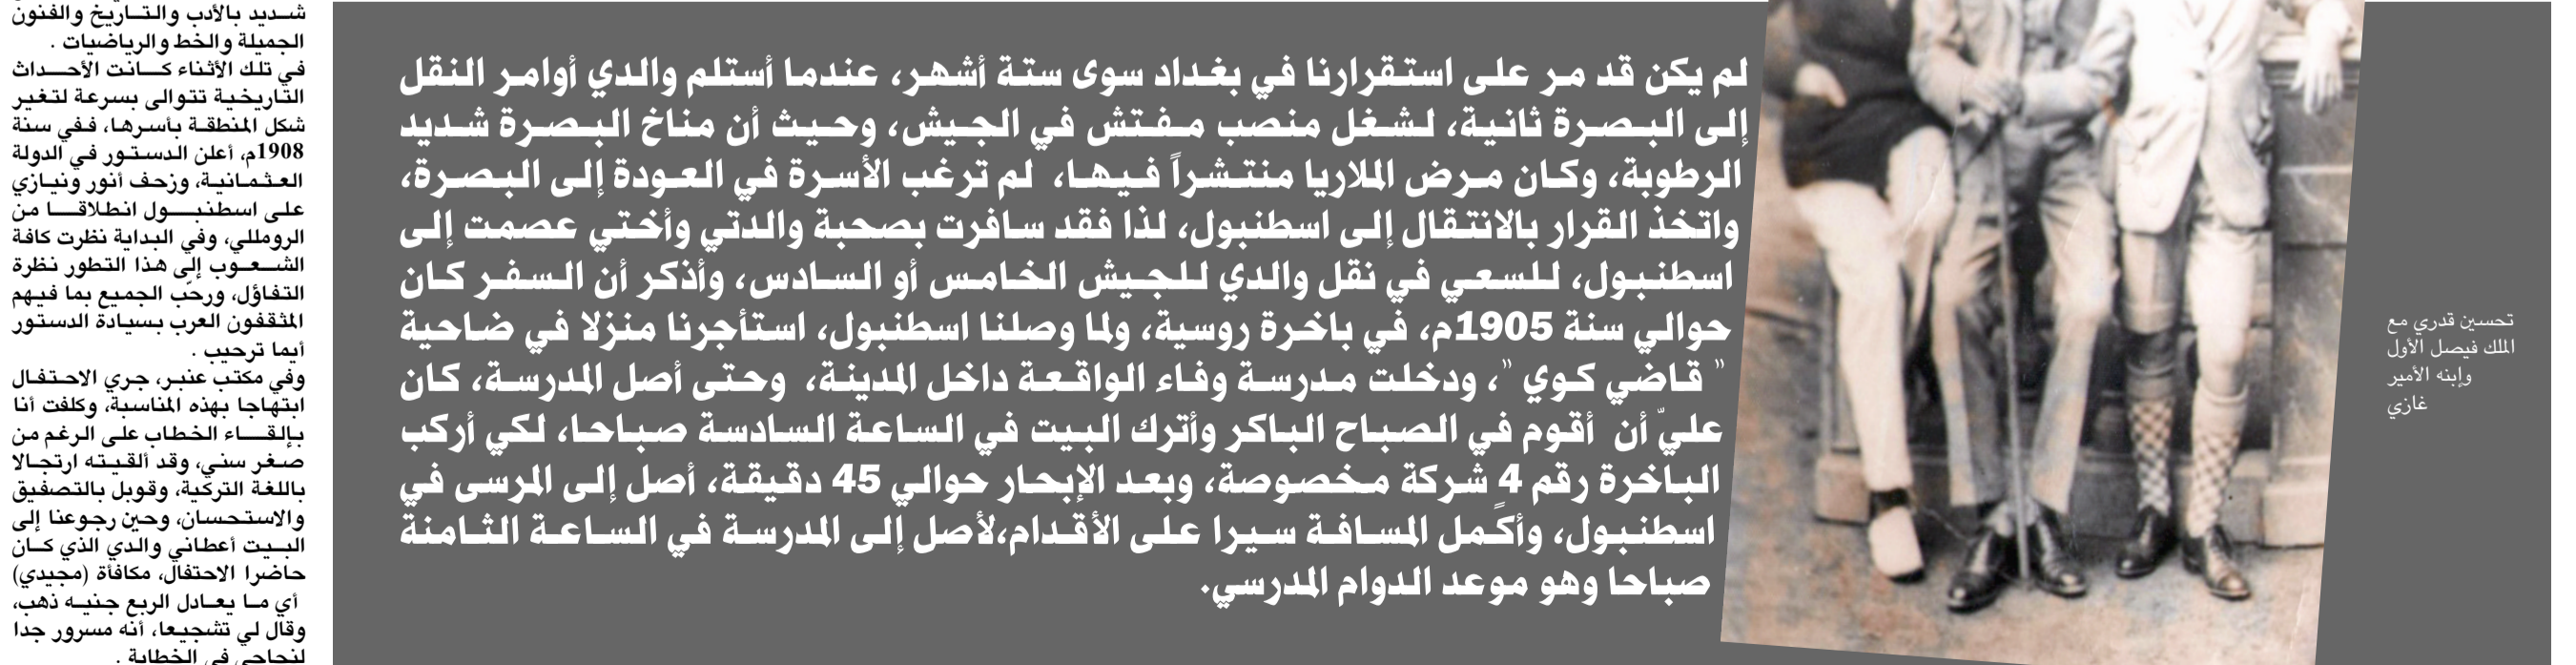 تحسين قدري مع
الملك فيصل الأول
وإبنه الأمير
غازي
لم يكن قد مر على استقرارنا في بغداد سوى ستة أشهر، عندما أستلم والدي أوامر النقل
إلى البصرة ثانية، لشغل منصب مفتش في الجيش، وحيث أن مناخ البصرة شديد
الرطوبة، وكان مرض الملاريا منتشراً فيها، لم ترغب الأسرة في العودة إلى البصرة،
واتخذ القرار بالانتقال إلى اسطنبول، لذا فقد سافرت بصحبة والدتي وأختي عصمت إلى
اسطنبول، للسعي في نقل والدي للجيش الخامس أو السادس، وأذكر أن السفر كان
حوالي سنة 1905م، في باخرة روسية، ولما وصلنا اسطنبول، استأجرنا منزلا في ضاحية
" قاضي كوي "، ودخلت مدرسة وفاء الواقعة داخل المدينة، وحتى أصل المدرسة، كان
عليّ أن أقوم في الصباح الباكر وأترك البيت في الساعة السادسة صباحا، لكي أركب
الباخرة رقم 4 شركة مخصوصة، وبعد الإبحار حوالي 45 دقيقة، أصل إلى المرسى في
اسطنبول، وأكمل المسافة سيرا على الأقدام،لأصل إلى المدرسة في الساعة الثامنة
صباحا وهو موعد الدوام المدرسي.
شديد بالأدب والتاريخ والفنون
الجميلة والخط والرياضيات .
في تلك الأثناء كانت الأحداث
التاريخية تتوالى بسرعة لتغير
شكل المنطقة بأسرها، ففي سنة
1908م، أعلن الدستور في الدولة
العثمانية، وزحف أنور ونيازي
على اسطنبول انطلاقا من
الروملي، وفي البداية نظرت كافة
الشعوب إلى هذا التطور نظرة
التفاؤل، ورحّب الجميع بما فيهم
المثقفون العرب بسيادة الدستور
أيما ترحيب .
وفي مكتب عنبر، جري الاحتفال
ابتهاجا بهذه المناسبة، وكلفت أنا
بإلقاء الخطاب على الرغم من
صغر سني، وقد ألقيته ارتجالا
باللغة التركية، وقوبل بالتصفيق
والاستحسان، وحين رجوعنا إلى
البيت أعطاني والدي الذي كان
حاضرا الاحتفال، مكافأة (مجيدي)
أي ما يعادل الربع جنيه ذهب،
وقال لي تشجيعا، أنه مسرور جدا
لنجاحي في الخطابة .